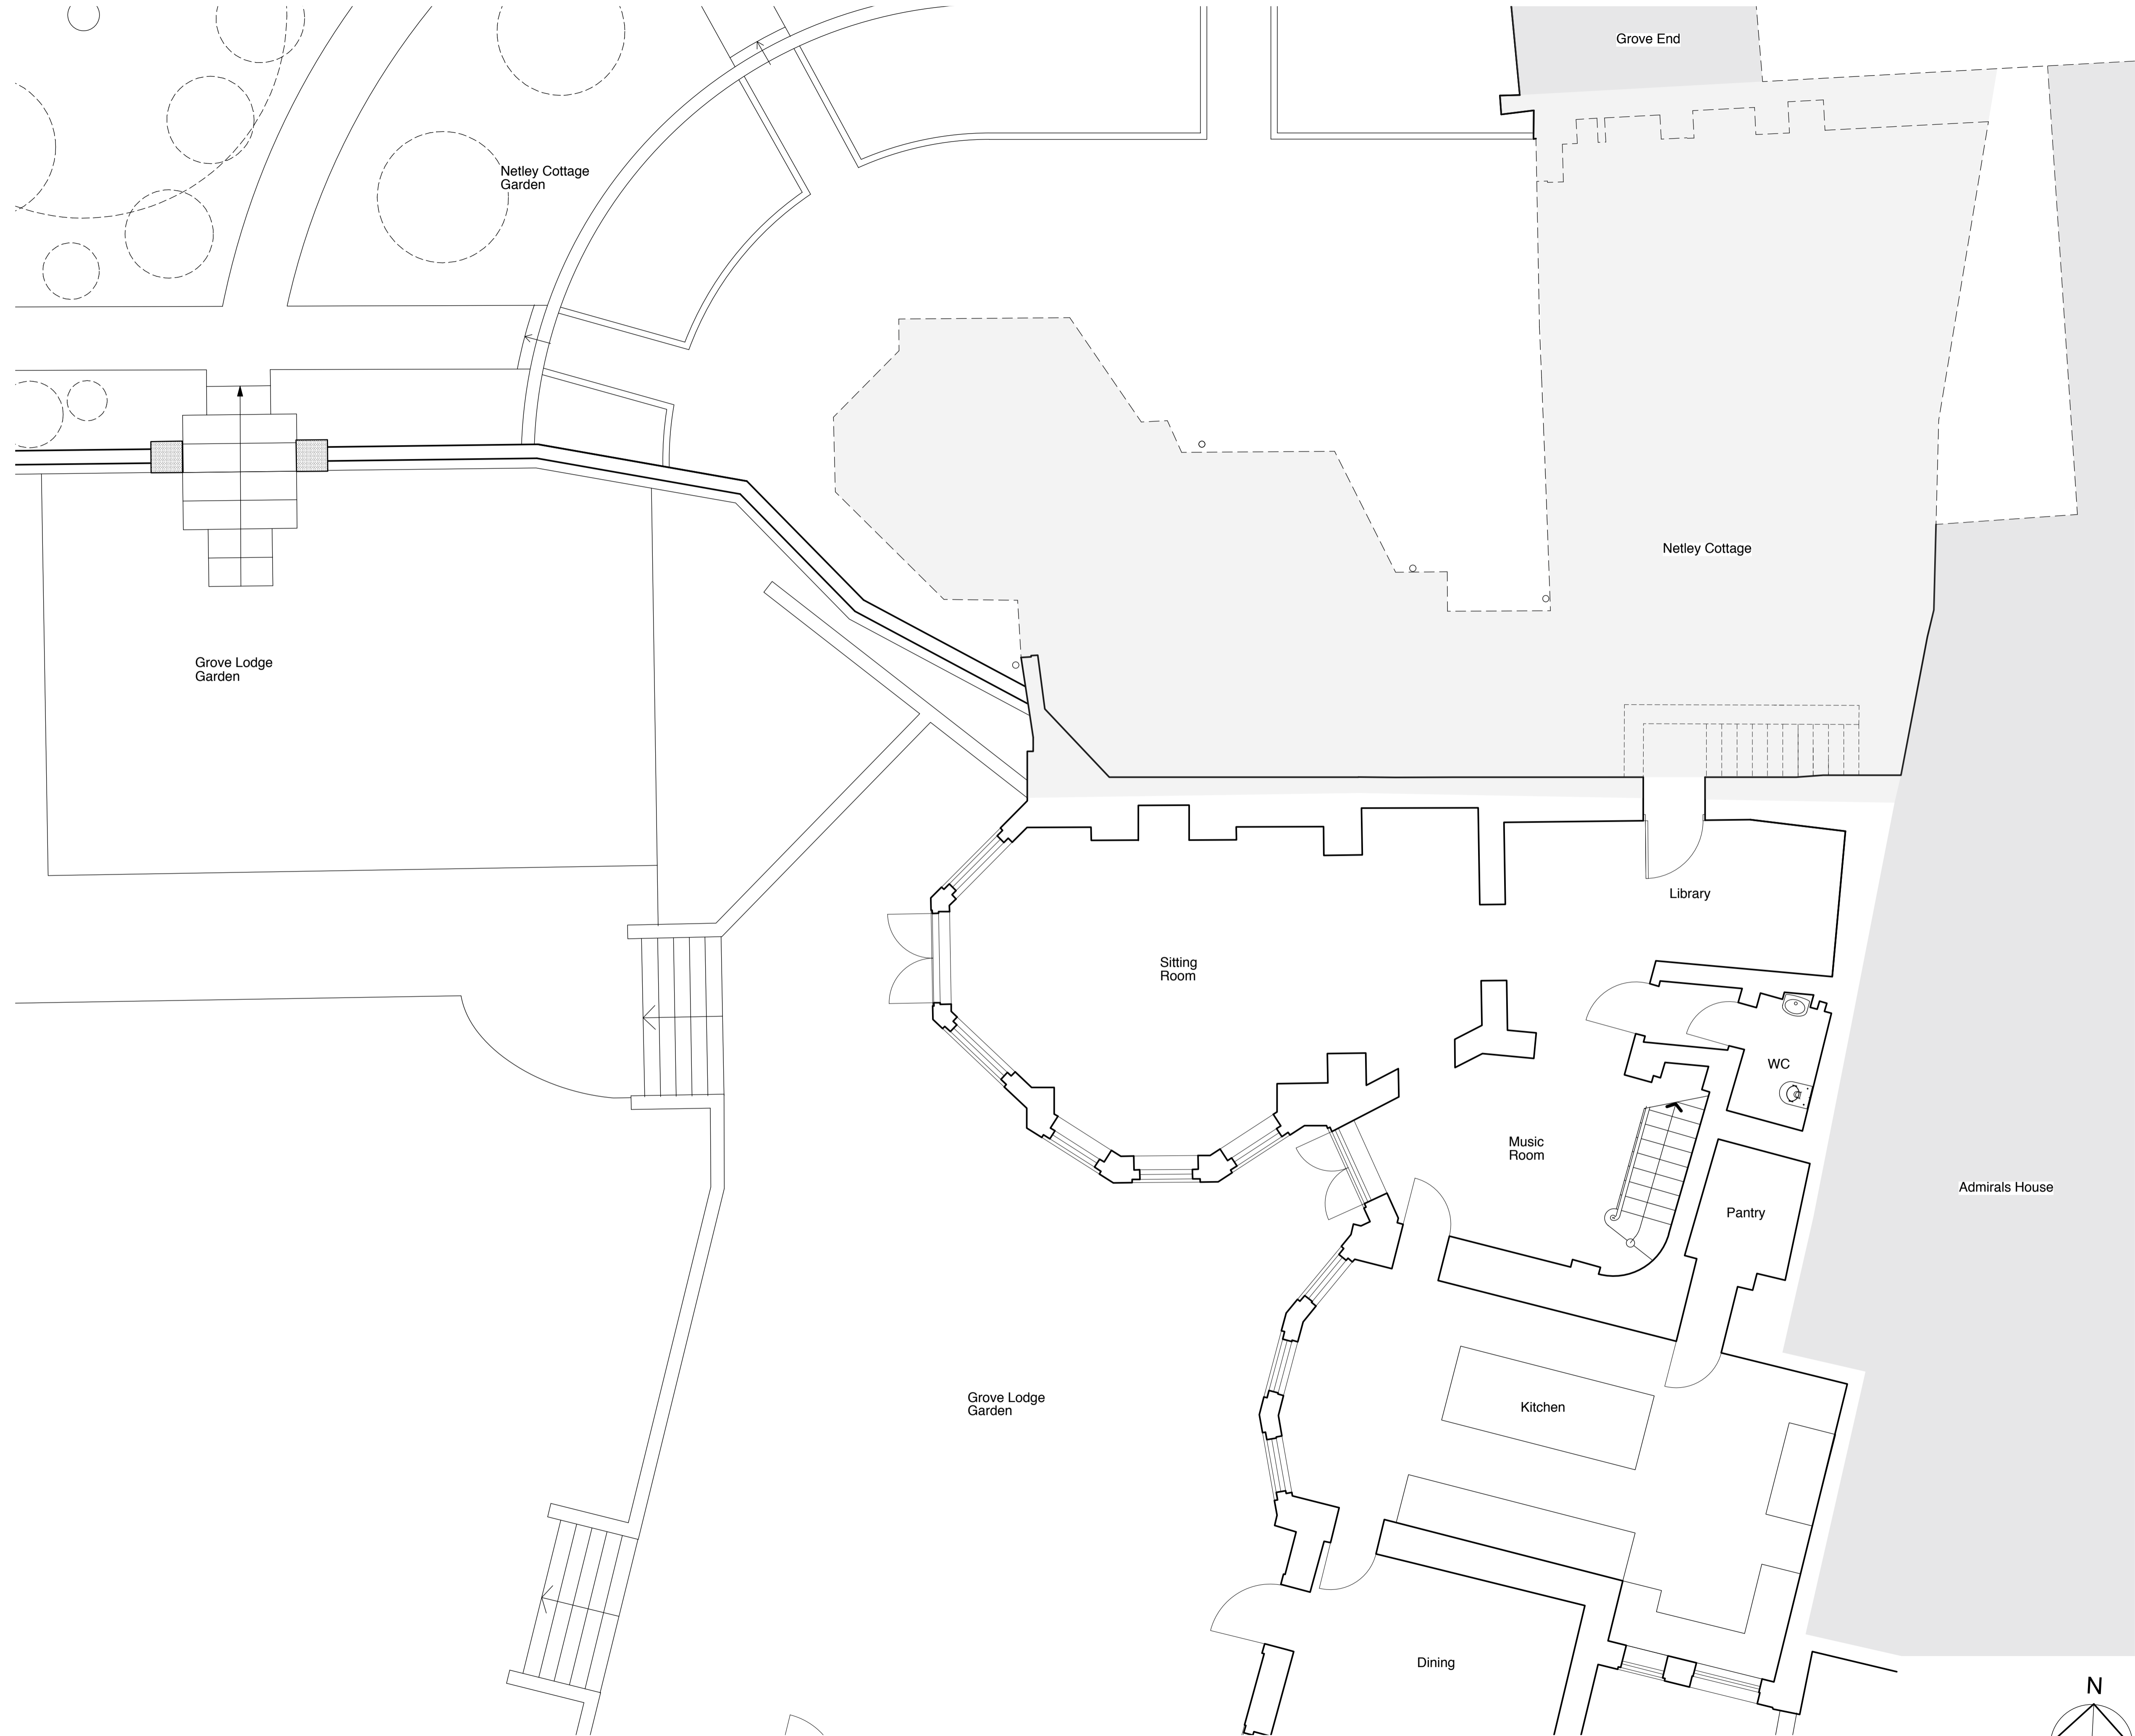 Grove End
Netley Cottage
Garden
Netley Cottage
Grove Lodge
Garden
Library
Sitting
Room
WC
Music
Room
Admirals House
Pantry
Grove Lodge
Garden
Kitchen
Dining
N